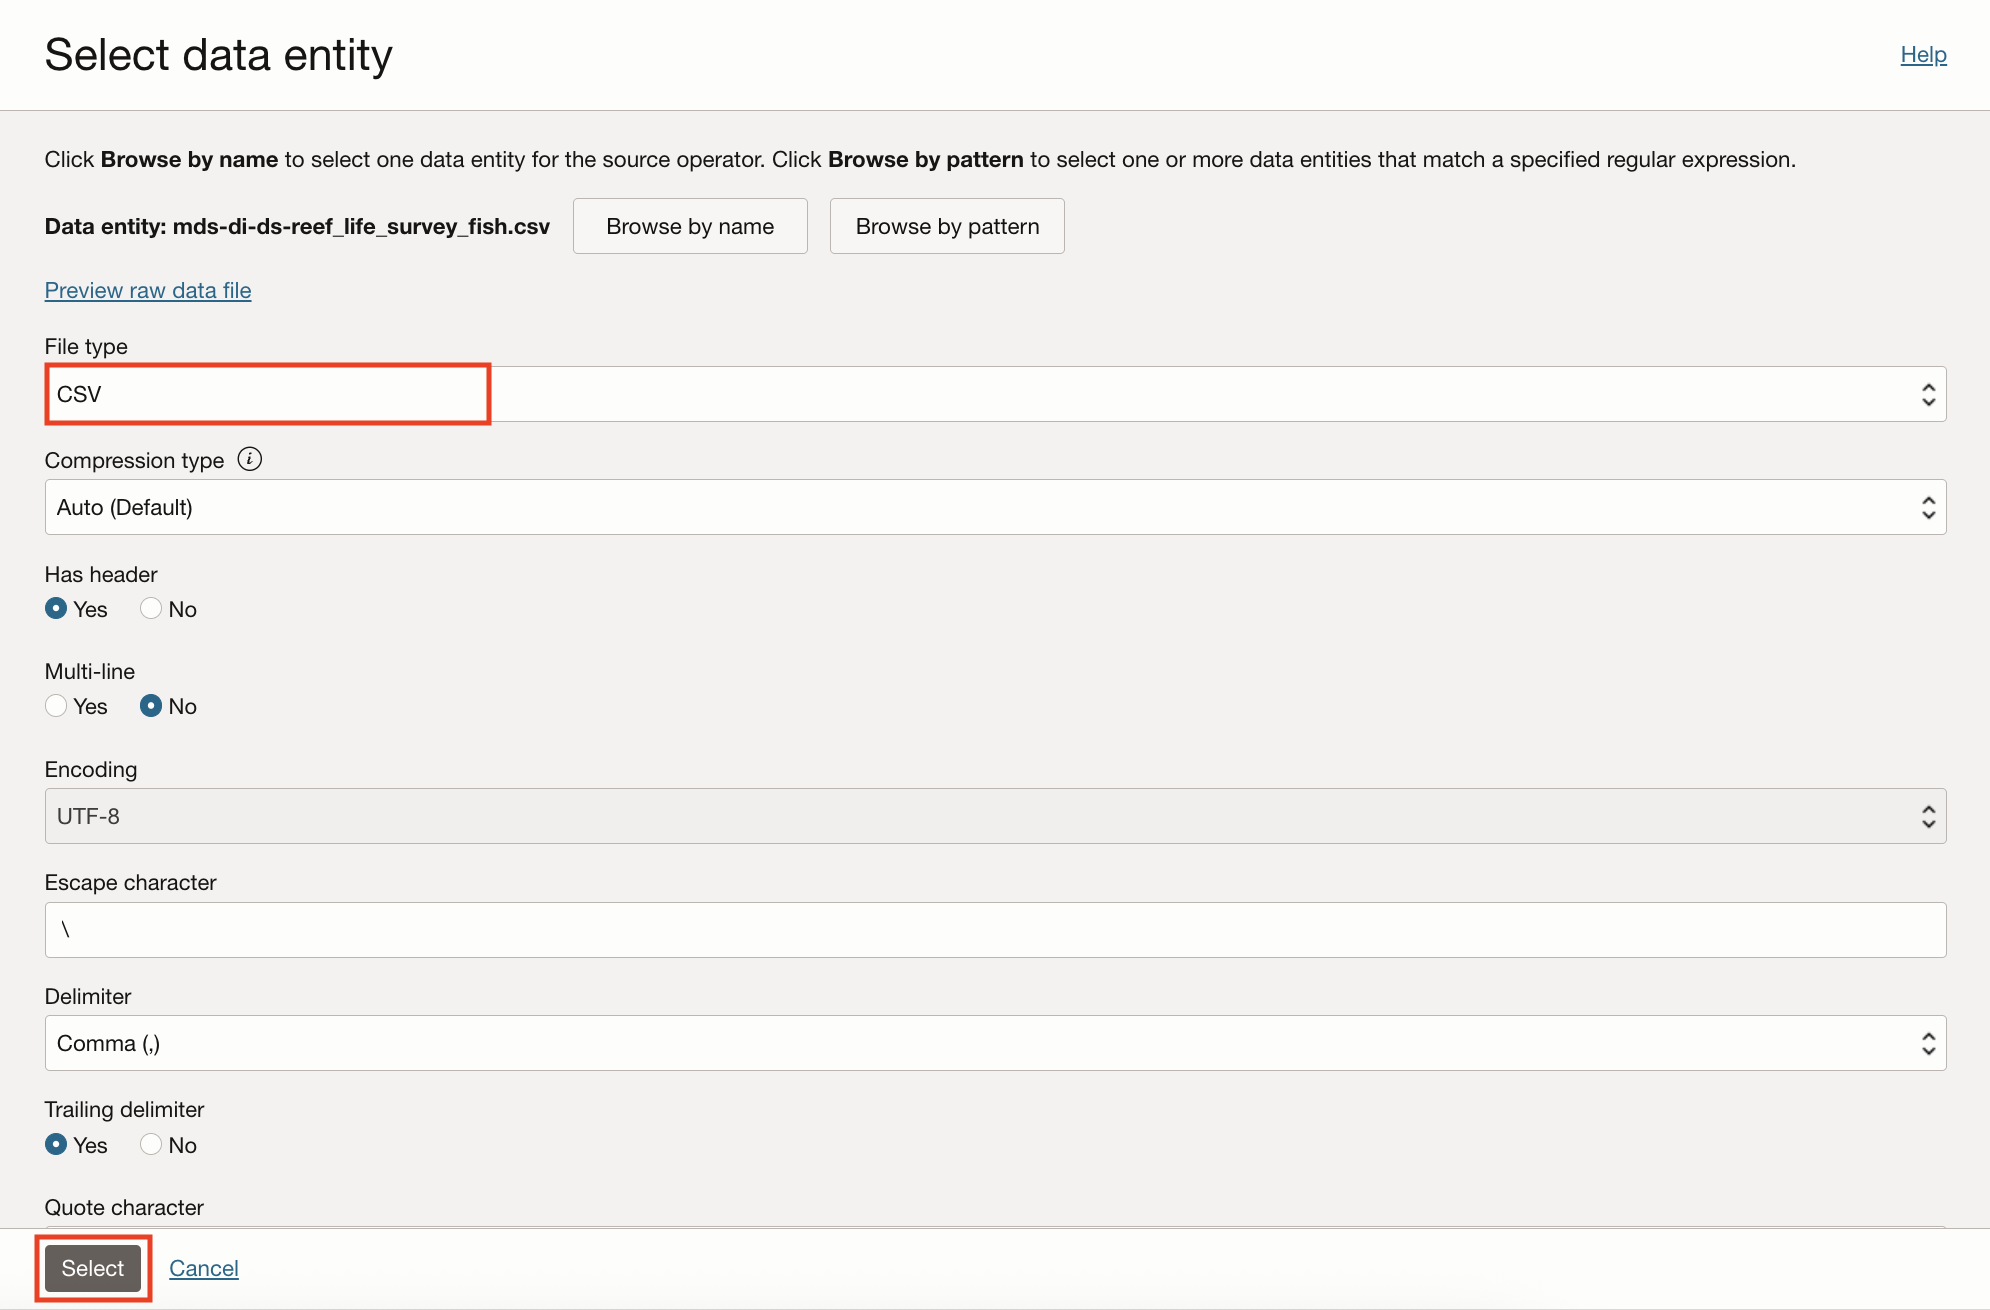 Select data entity
Help
Click Browse by name to select one data entity for the source operator. Click Browse by pattern to select one or more data entities that match a specified regular expression.
Data entity: mds-di-ds-reef_life_survey_fish.csv Browse by name Browse by pattern
Preview raw data file
File type
CSV
Compression type i
Auto (Default)
Has header
Yes No
Multi-line
Yes No
Encoding
UTF-8
Escape character
\
Delimiter
Comma (,)
Trailing delimiter
Yes No
Quote character
Select Cancel